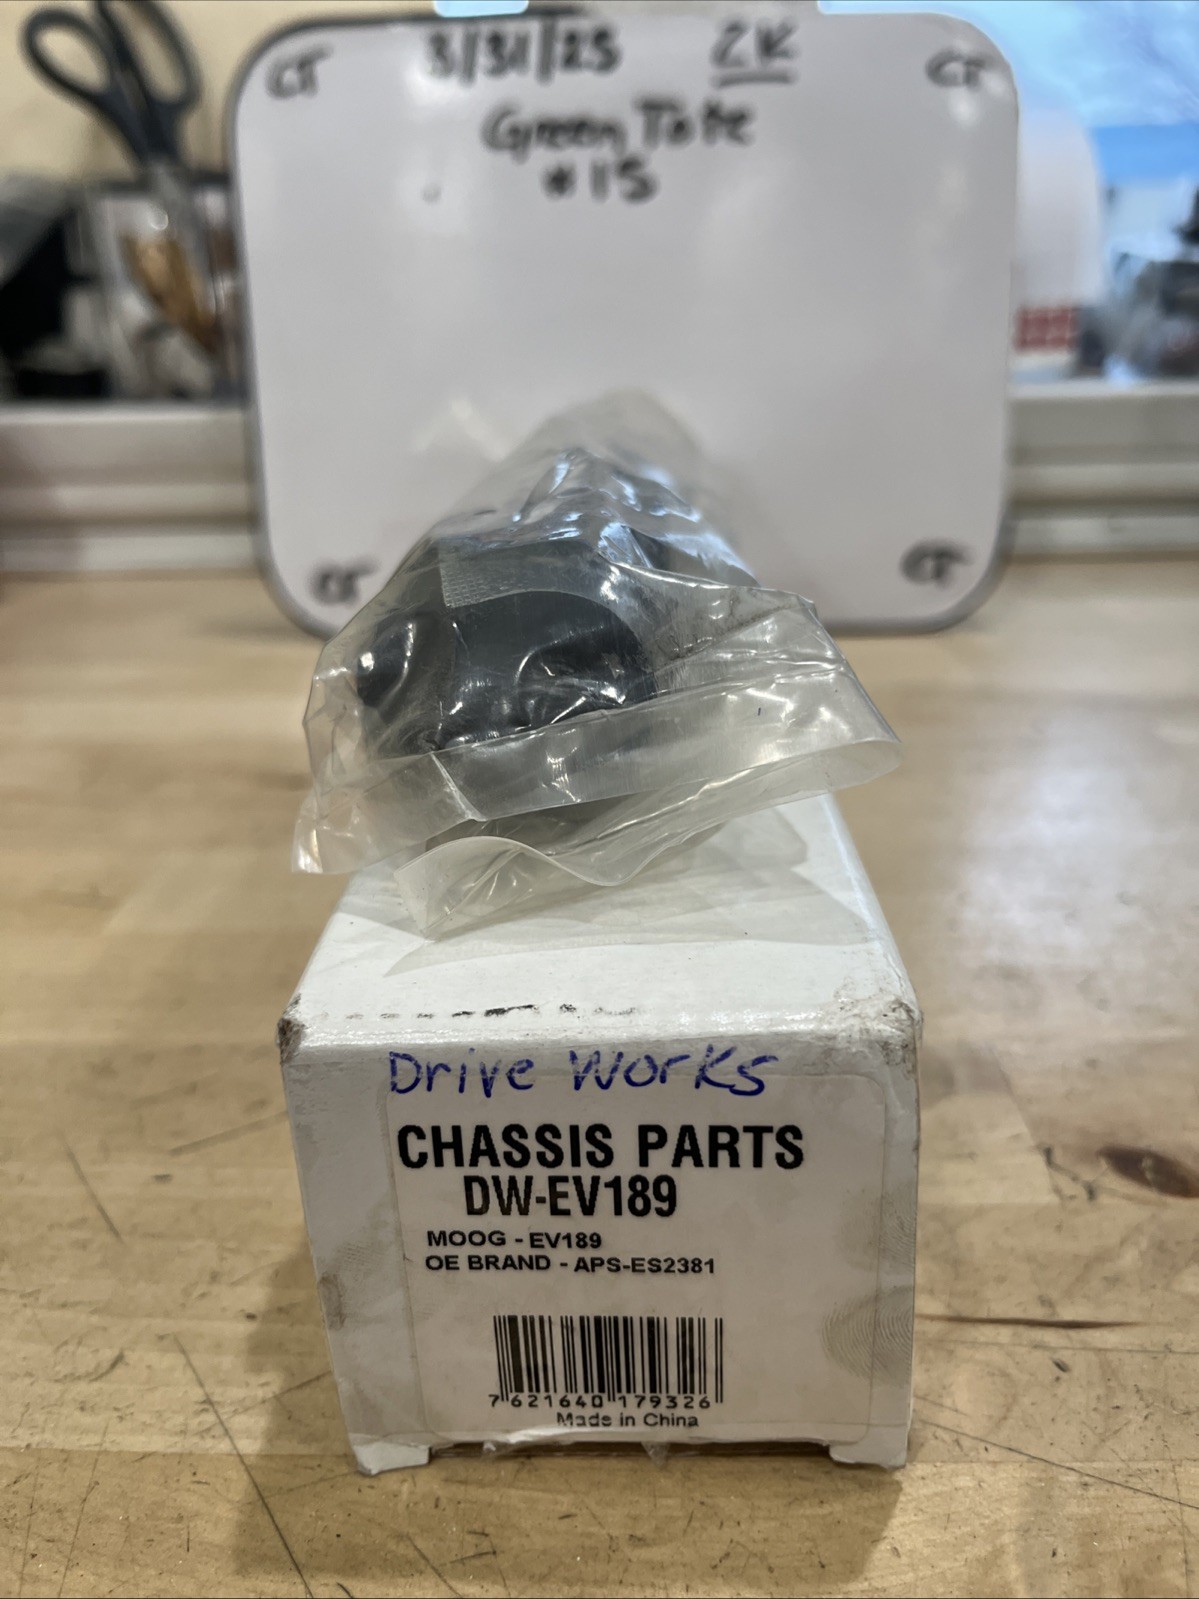 CT 3/31/25 ZK CT
Green Tote
#15
CT CT
Drive Works
CHASSIS PARTS
DW-EV189
MOOG - EV189
OE BRAND - APS-ES2381
7 621640 179326
Made in China